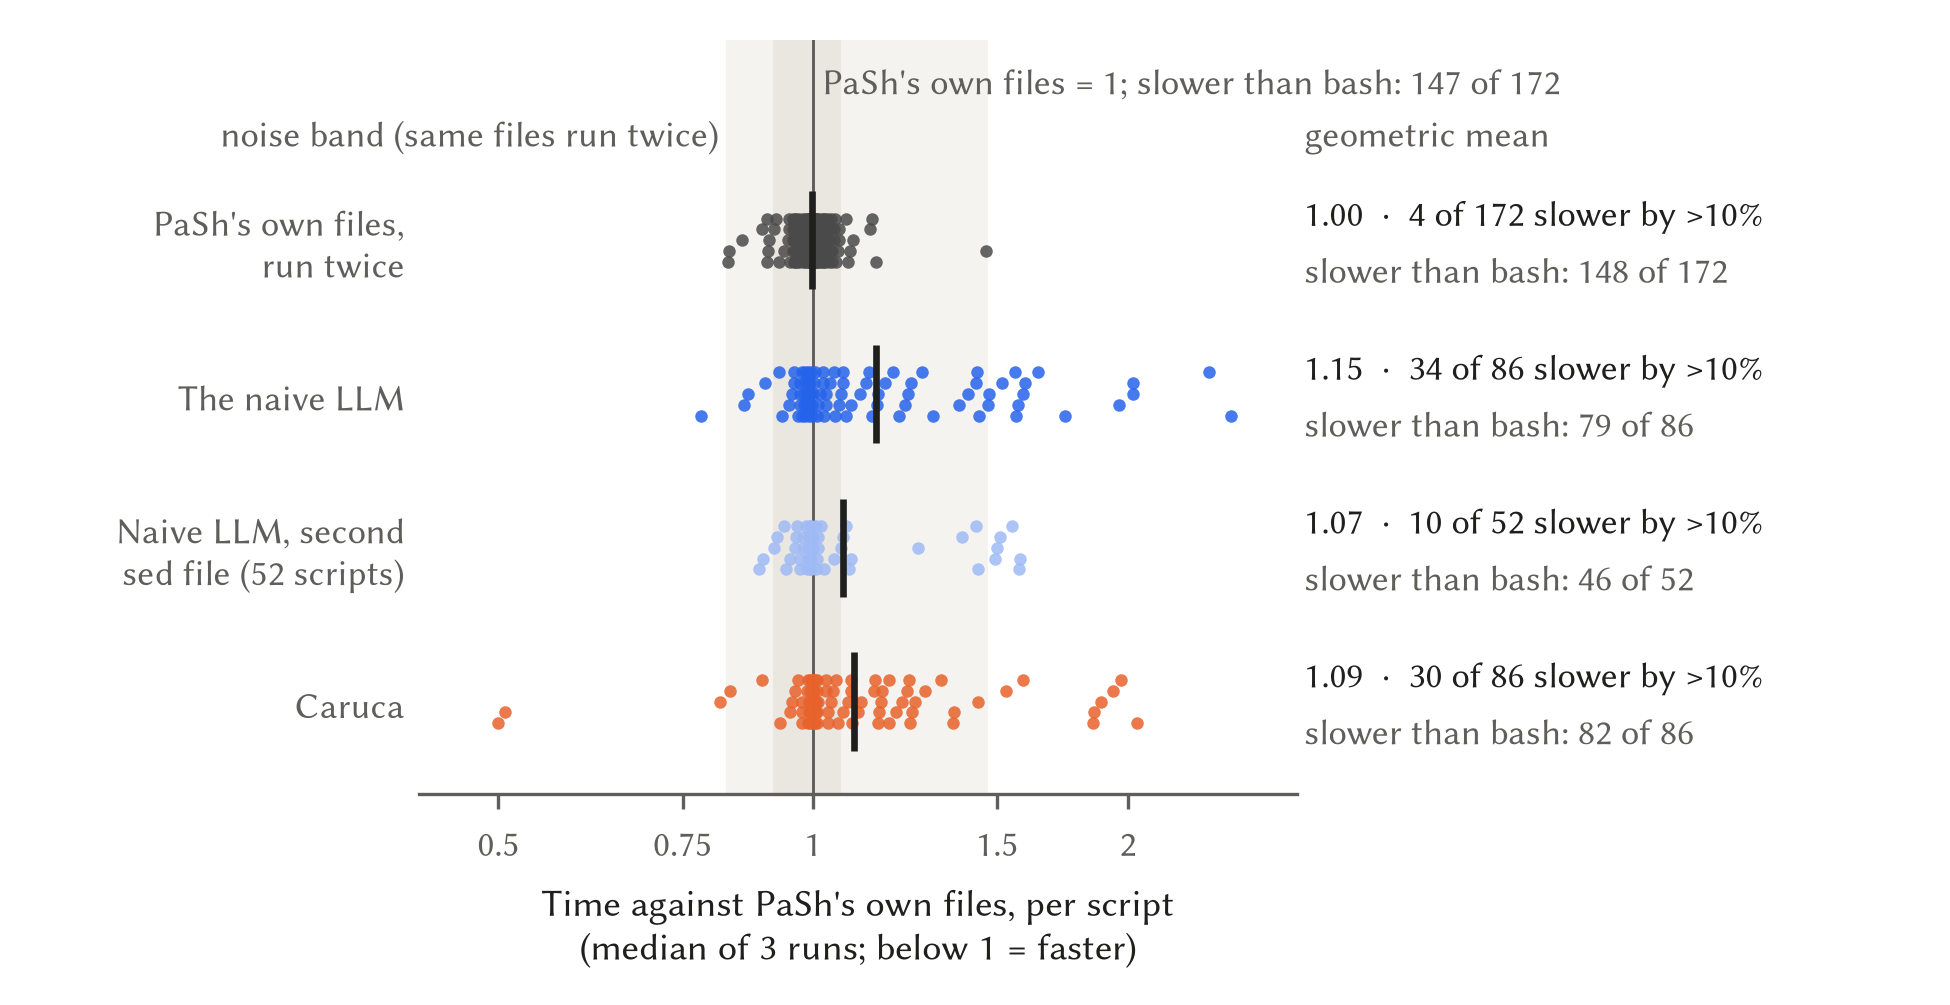 PaSh's own files = 1; slower than bash: 147 of 172
noise band (same files run twice)
geometric mean
PaSh's own files,
run twice
1.00 · 4 of 172 slower by >10%
slower than bash: 148 of 172
The naive LLM
1.15 · 34 of 86 slower by >10%
slower than bash: 79 of 86
Naive LLM, second
sed file (52 scripts)
1.07 · 10 of 52 slower by >10%
slower than bash: 46 of 52
Caruca
1.09 · 30 of 86 slower by >10%
slower than bash: 82 of 86
0.5 0.75 1 1.5 2
Time against PaSh's own files, per script
(median of 3 runs; below 1 = faster)